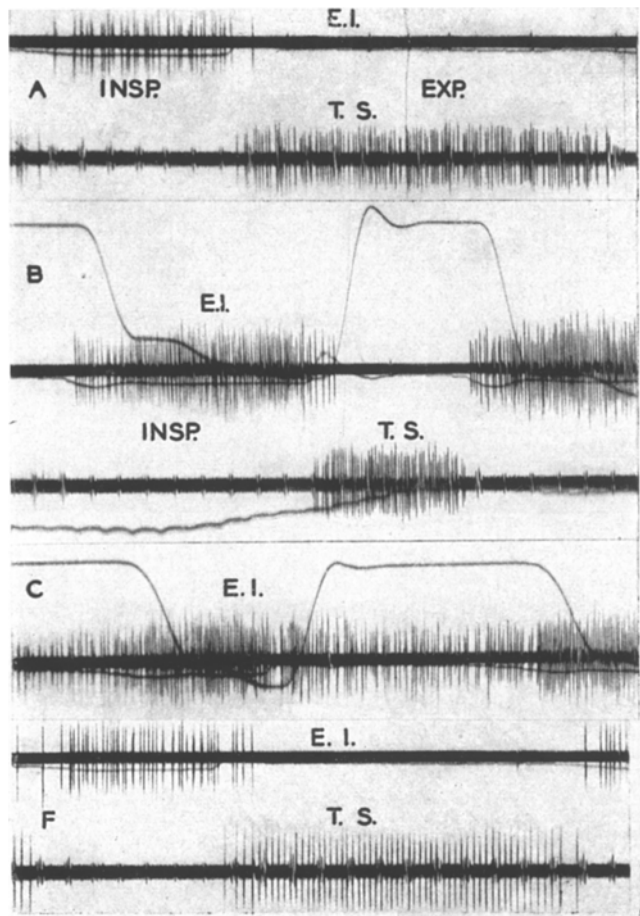 E.I.
A INSP. EXP.
T. S.
B
E.I.
INSP. T. S.
C E.I.
E. I.
F T. S.